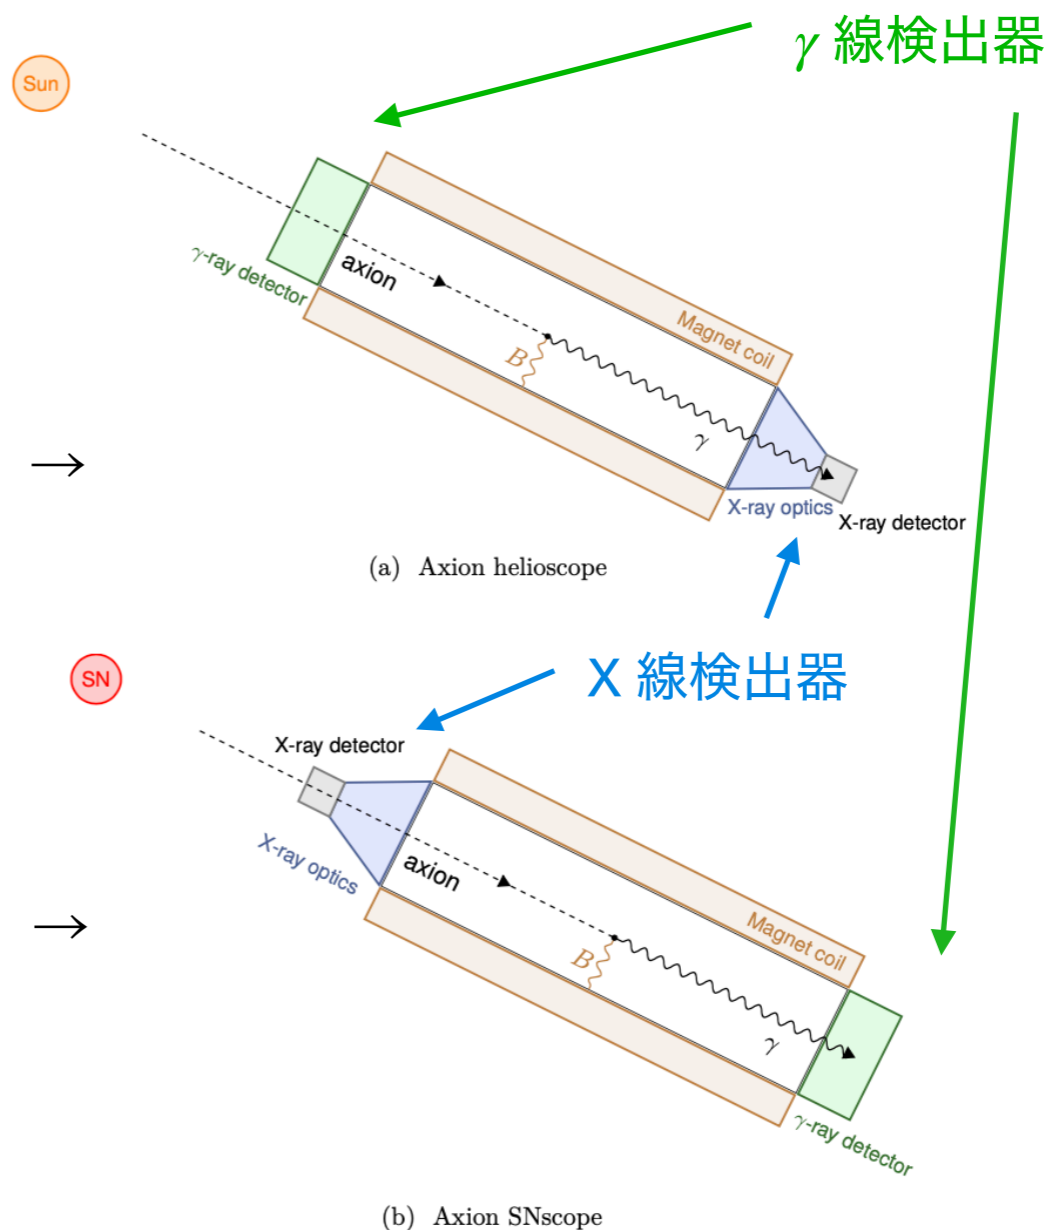 γ 線検出器
Sun
γ-ray detector
axion
Magnet coil
B
γ
X-ray optics
X-ray detector
→
(a) Axion helioscope
X 線検出器
SN
X-ray detector
X-ray optics
axion
Magnet coil
B
→
γ
γ-ray detector
(b) Axion SNscope